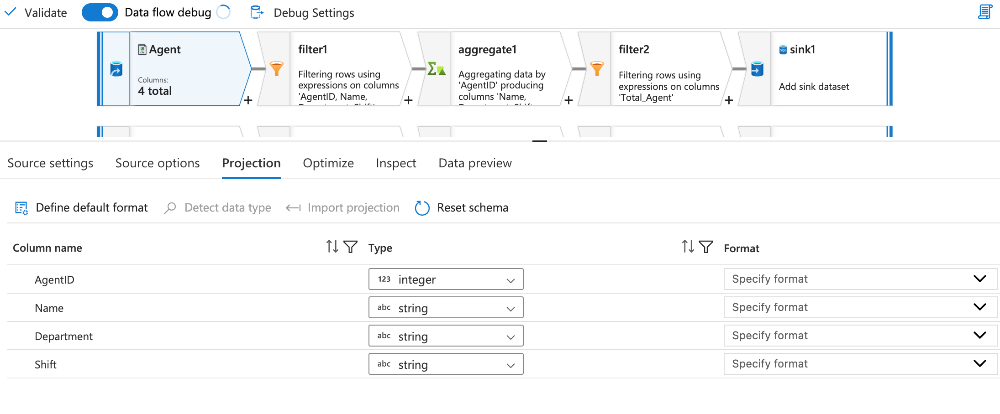 Validate
Data flow debug
Debug Settings
Agent
Columns:
4 total
filter1
Filtering rows using
expressions on columns
'AgentID, Name,
aggregate1
Aggregating data by
'AgentID' producing
columns 'Name,
filter2
Filtering rows using
expressions on columns
'Total_Agent'
sink1
Add sink dataset
Source settings
Source options
Projection
Optimize
Inspect
Data preview
Define default format
Detect data type
Import projection
Reset schema
Column name
Type
Format
AgentID
123 integer
Specify format
Name
abc string
Specify format
Department
abc string
Specify format
Shift
abc string
Specify format